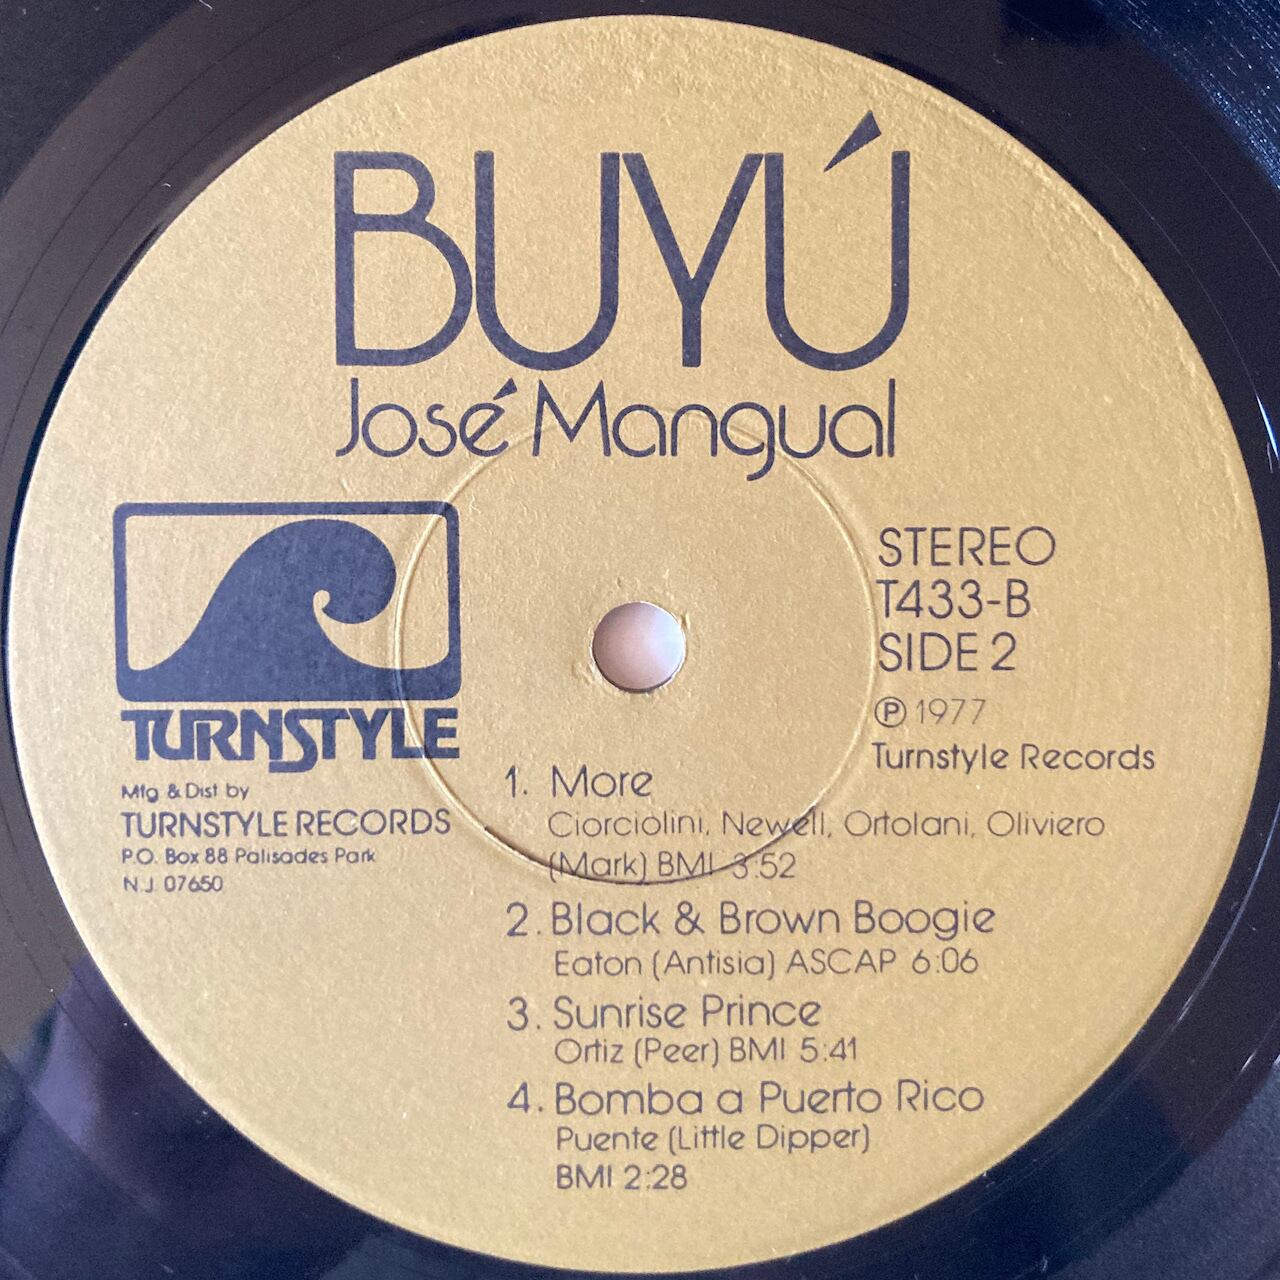 BUYÚ
José Mangual
TURNSTYLE
Mfg & Dist by
TURNSTYLE RECORDS
P.O. Box 88 Palisades Park
N.J. 07650
STEREO
T433-B
SIDE 2
℗ 1977
Turnstyle Records
1. More
Ciorciolini, Newell, Ortolani, Oliviero
(Mark) BMI 3:52
2. Black & Brown Boogie
Eaton (Antisia) ASCAP 6:06
3. Sunrise Prince
Ortiz (Peer) BMI 5:41
4. Bomba a Puerto Rico
Puente (Little Dipper)
BMI 2:28